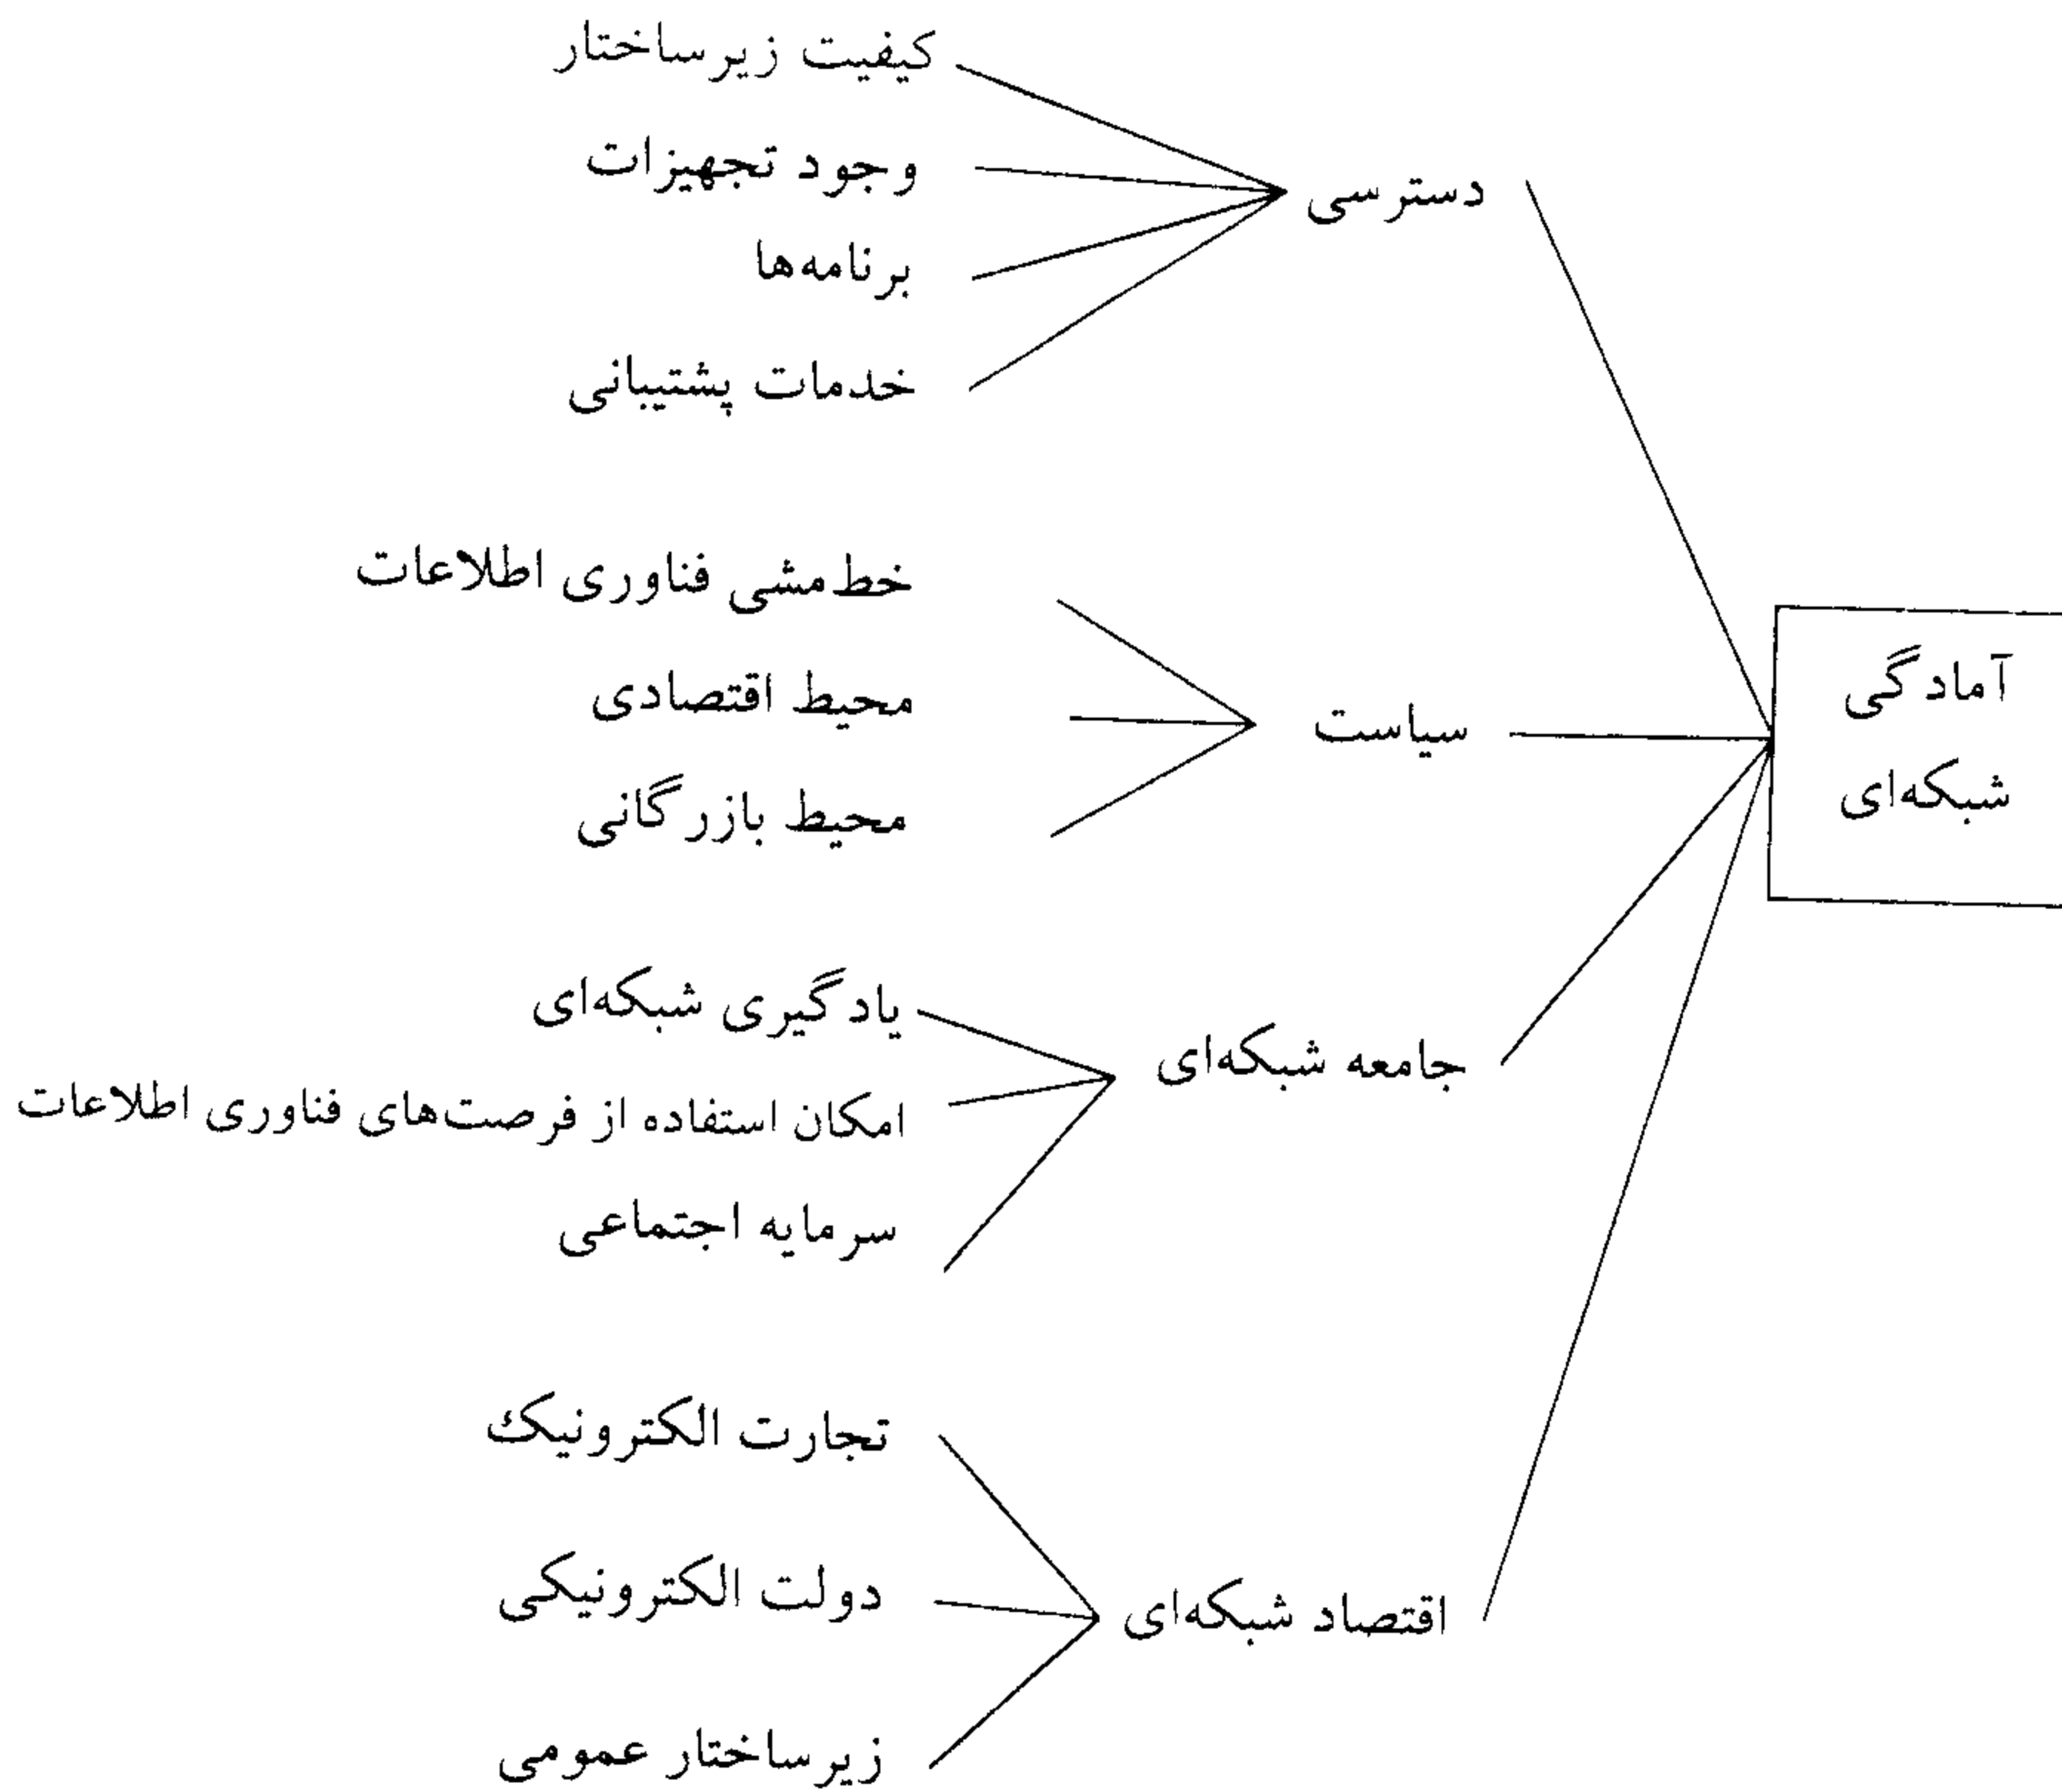 آمادگی
شبکه‌ای
دسترسی
کیفیت زیرساختار
وجود تجهیزات
برنامه‌ها
خدمات پشتیبانی
سیاست
خط‌مشی فناوری اطلاعات
محیط اقتصادی
محیط بازرگانی
جامعه شبکه‌ای
یادگیری شبکه‌ای
امکان استفاده از فرصت‌های فناوری اطلاعات
سرمایه اجتماعی
اقتصاد شبکه‌ای
تجارت الکترونیک
دولت الکترونیکی
زیرساختار عمومی